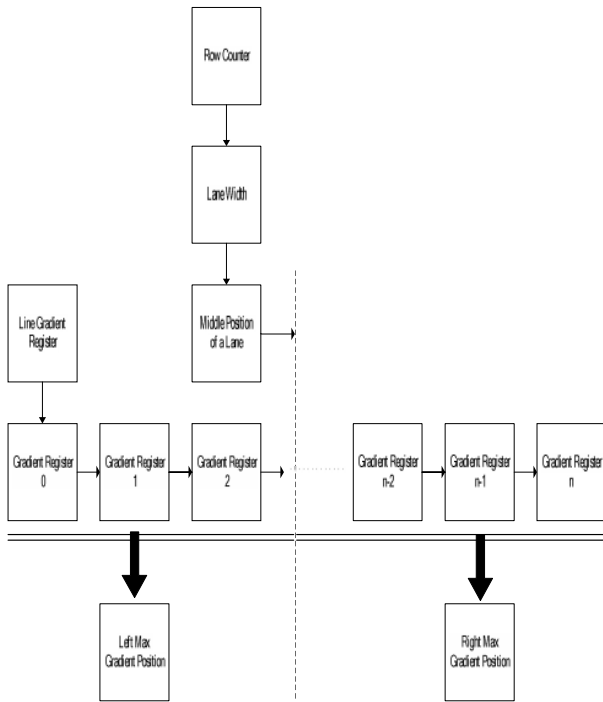 Row Counter
Lane Width
Line Gradient
Register
Middle Position
of a Lane
Gradient Register
0
Gradient Register
1
Gradient Register
2
Gradient Register
n-2
Gradient Register
n-1
Gradient Register
n
Left Max
Gradient Position
Right Max
Gradient Position